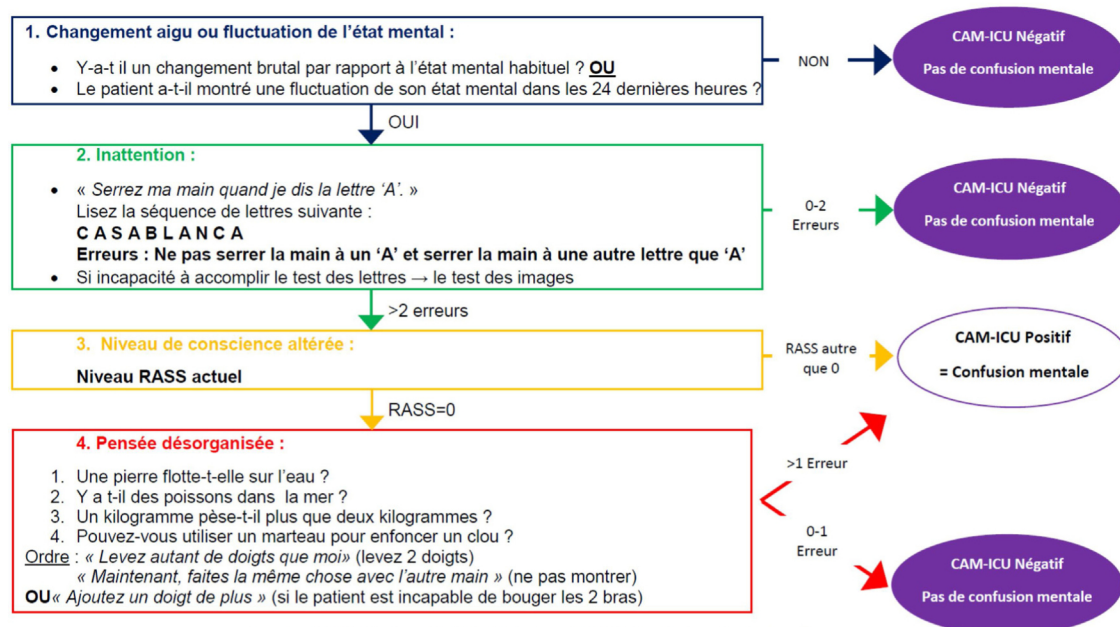 1. Changement aigu ou fluctuation de l'état mental :
• Y-a-t il un changement brutal par rapport à l'état mental habituel ? OU
• Le patient a-t-il montré une fluctuation de son état mental dans les 24 dernières heures ?
NON
CAM-ICU Négatif
Pas de confusion mentale
OUI
2. Inattention :
• « Serrez ma main quand je dis la lettre ‘A’. »
Lisez la séquence de lettres suivante :
C A S A B L A N C A
Erreurs : Ne pas serrer la main à un ‘A’ et serrer la main à une autre lettre que ‘A’
• Si incapacité à accomplir le test des lettres → le test des images
0-2
Erreurs
CAM-ICU Négatif
Pas de confusion mentale
>2 erreurs
3. Niveau de conscience altérée :
Niveau RASS actuel
RASS autre
que 0
CAM-ICU Positif
= Confusion mentale
RASS=0
4. Pensée désorganisée :
1. Une pierre flotte-t-elle sur l'eau ?
2. Y a t-il des poissons dans la mer ?
3. Un kilogramme pèse-t-il plus que deux kilogrammes ?
4. Pouvez-vous utiliser un marteau pour enfoncer un clou ?
Ordre : « Levez autant de doigts que moi» (levez 2 doigts)
« Maintenant, faites la même chose avec l'autre main » (ne pas montrer)
OU« Ajoutez un doigt de plus » (si le patient est incapable de bouger les 2 bras)
>1 Erreur
0-1
Erreur
CAM-ICU Négatif
Pas de confusion mentale